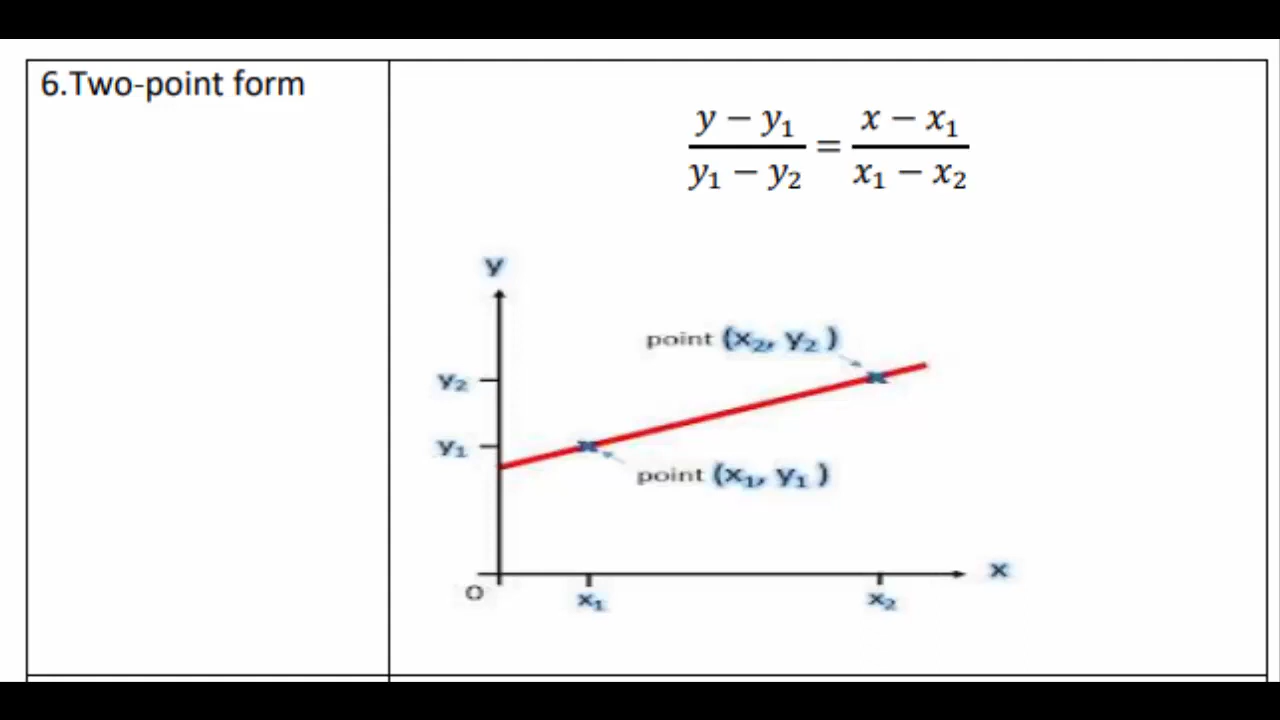 6.Two-point form
y − y₁ / y₁ − y₂ = x − x₁ / x₁ − x₂
y
point (x₂, y₂ )
y₂
y₁
point (x₁, y₁ )
x
O
x₁
x₂